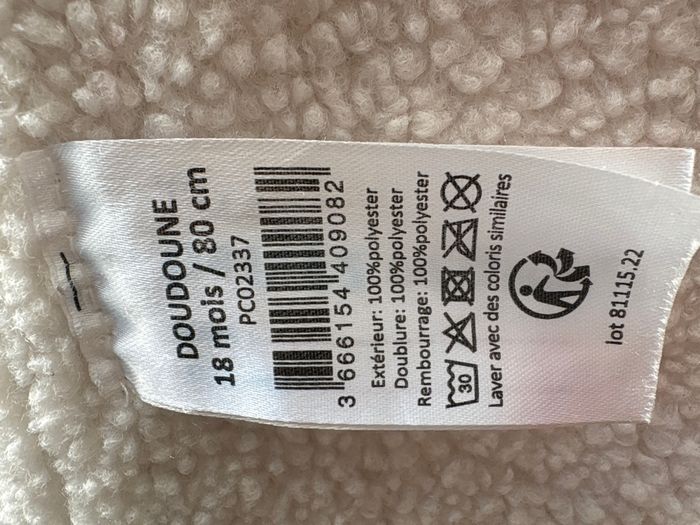 DOUDOUNE
18 mois / 80 cm
PC02337
3 666154 409082
Extérieur: 100%polyester
Doublure: 100%polyester
Rembourrage: 100%polyester
30
Laver avec des coloris similaires
lot 81115.22